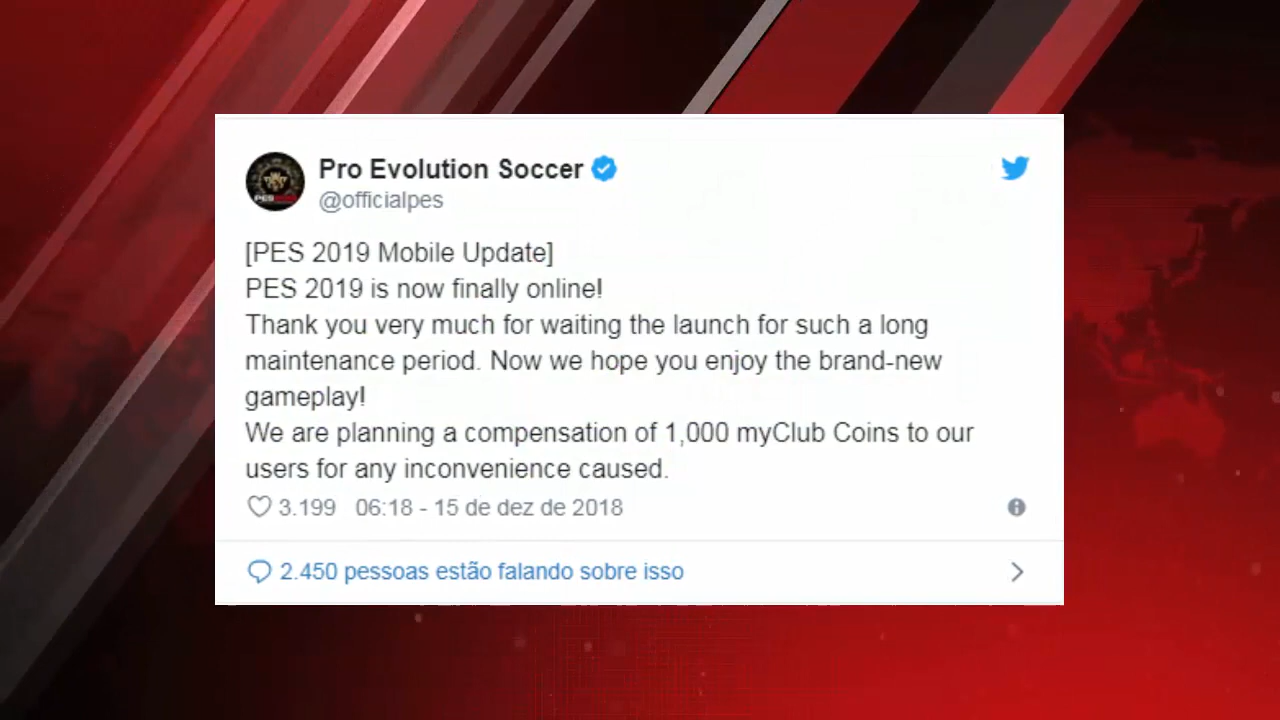 Pro Evolution Soccer
@officialpes
[PES 2019 Mobile Update]
PES 2019 is now finally online!
Thank you very much for waiting the launch for such a long
maintenance period. Now we hope you enjoy the brand-new
gameplay!
We are planning a compensation of 1,000 myClub Coins to our
users for any inconvenience caused.
3.199 06:18 - 15 de dez de 2018
2.450 pessoas estão falando sobre isso